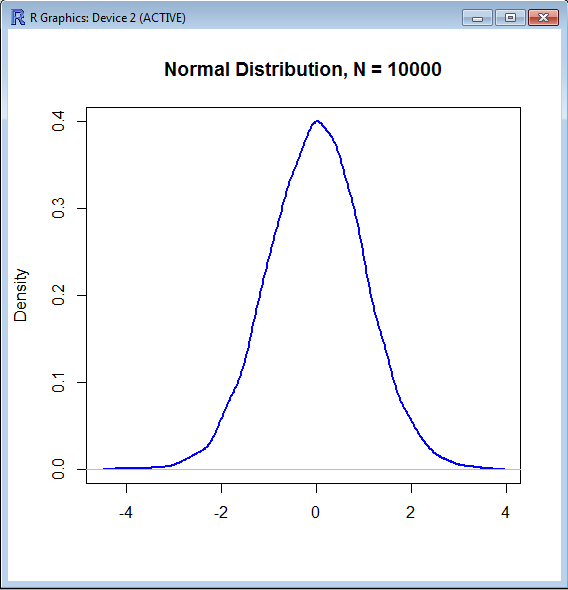 R Graphics: Device 2 (ACTIVE)
Normal Distribution, N = 10000
Density
0.4
0.3
0.2
0.1
0.0
-4 -2 0 2 4